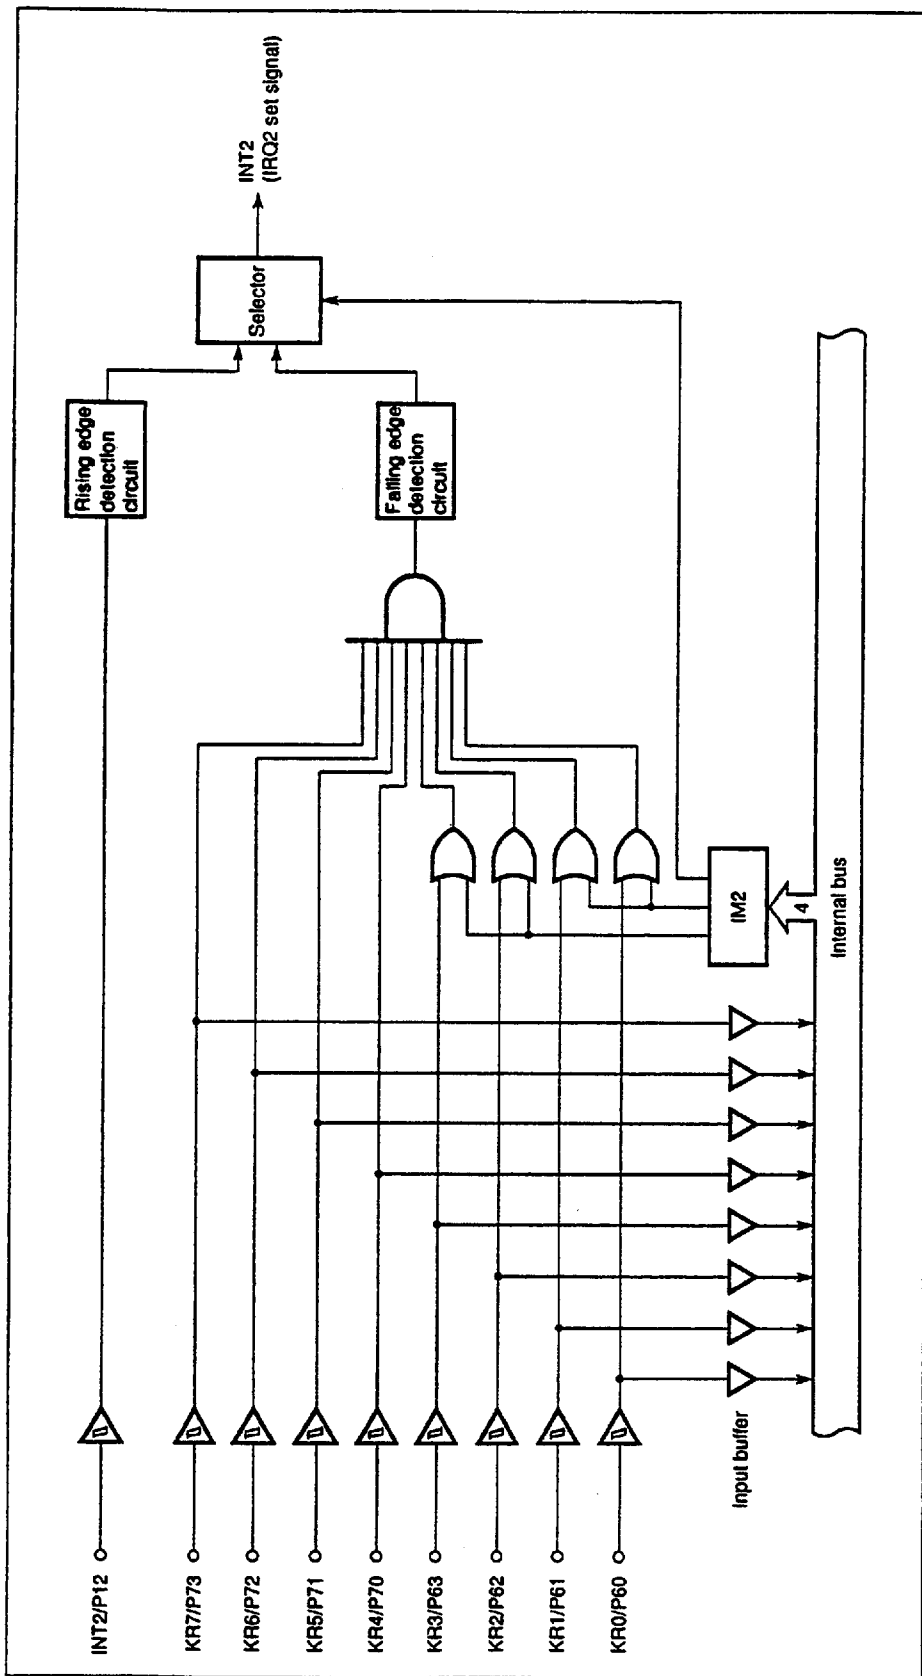 INT2/P12
KR7/P73
KR6/P72
KR5/P71
KR4/P70
KR3/P63
KR2/P62
KR1/P61
KR0/P60
Input buffer
Rising edge
detection
circuit
Falling edge
detection
circuit
Selector
INT2
(IRQ2 set signal)
IM2
4
Internal bus